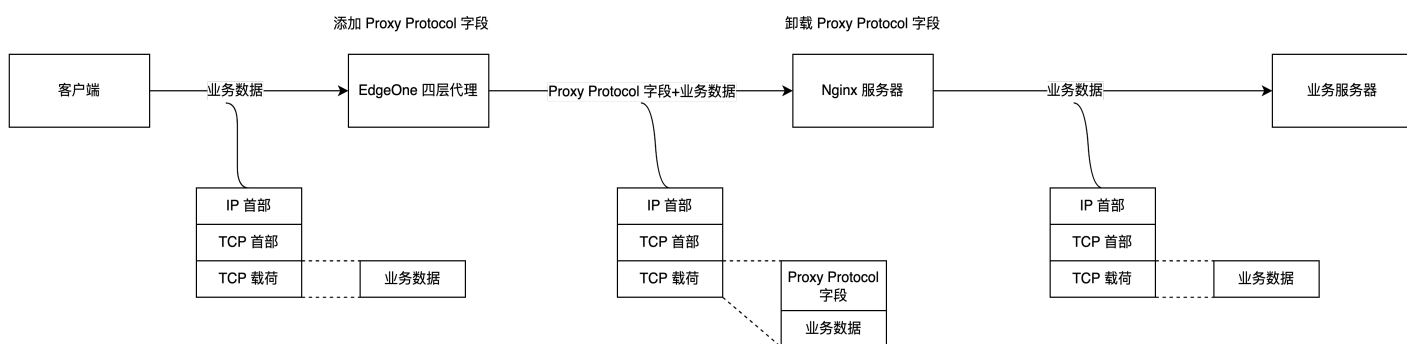 添加 Proxy Protocol 字段
卸载 Proxy Protocol 字段
客户端
业务数据
EdgeOne 四层代理
Proxy Protocol 字段+业务数据
Nginx 服务器
业务数据
业务服务器
IP 首部
TCP 首部
TCP 载荷
业务数据
IP 首部
TCP 首部
TCP 载荷
Proxy Protocol
字段
业务数据
IP 首部
TCP 首部
TCP 载荷
业务数据